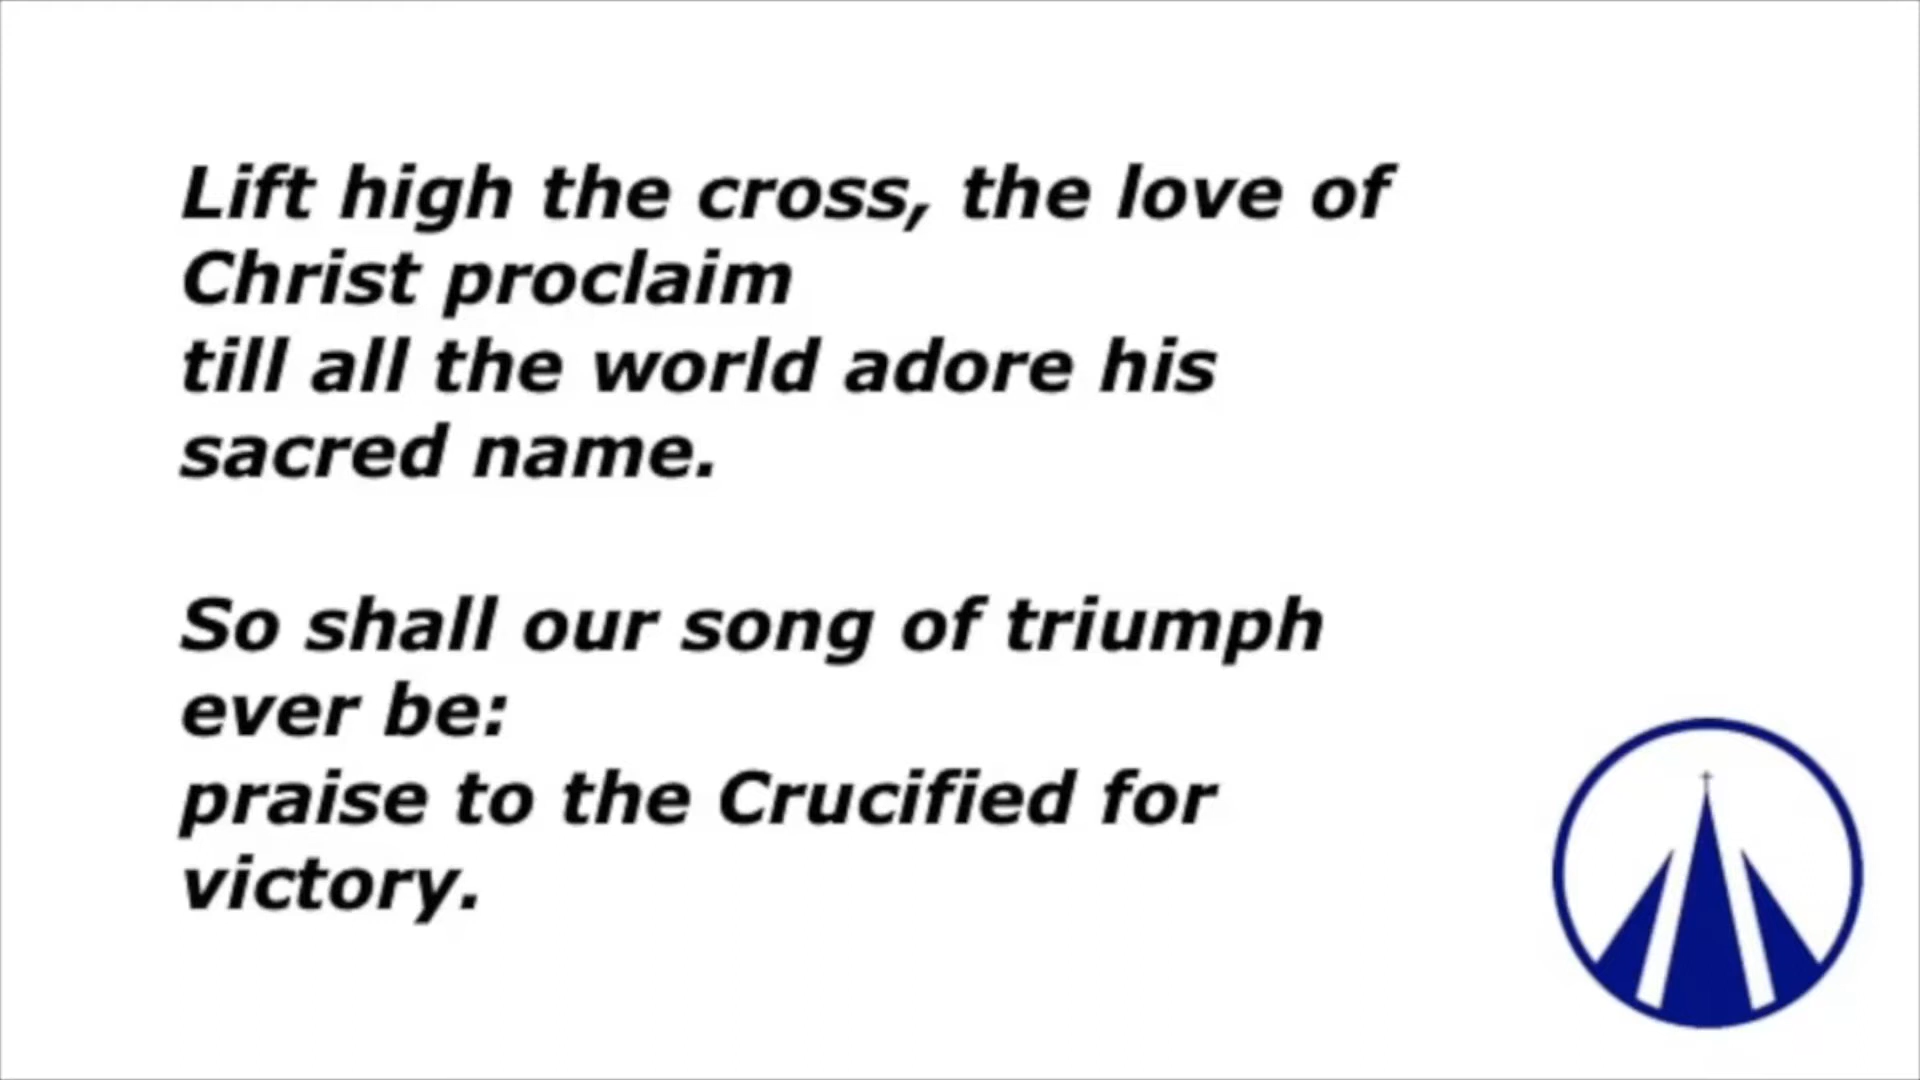 Lift high the cross, the love of
Christ proclaim
till all the world adore his
sacred name.
So shall our song of triumph
ever be:
praise to the Crucified for
victory.